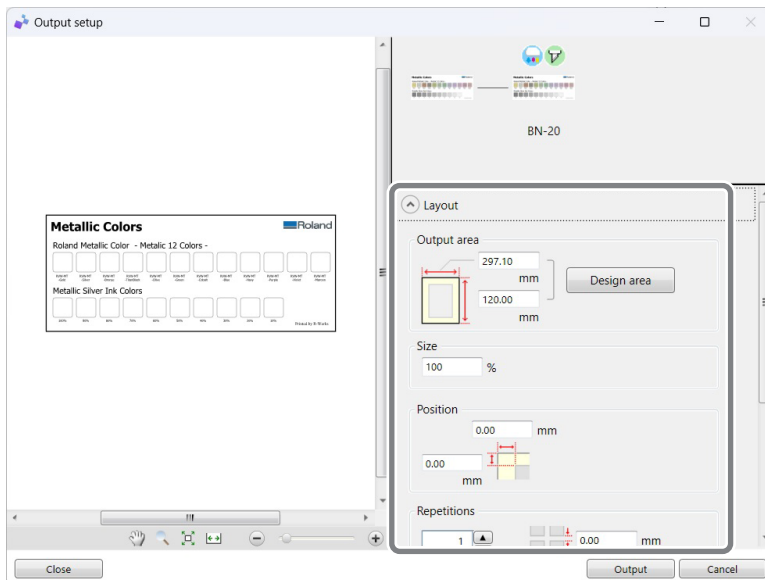 Output setup
BN-20
Metallic Colors
Roland
Roland Metallic Color - Metalic 12 Colors -
Metallic Silver Ink Colors
Layout
Output area
297.10
mm
Design area
120.00
mm
Size
100 %
Position
0.00 mm
0.00
mm
Repetitions
1
0.00 mm
Close
Output
Cancel